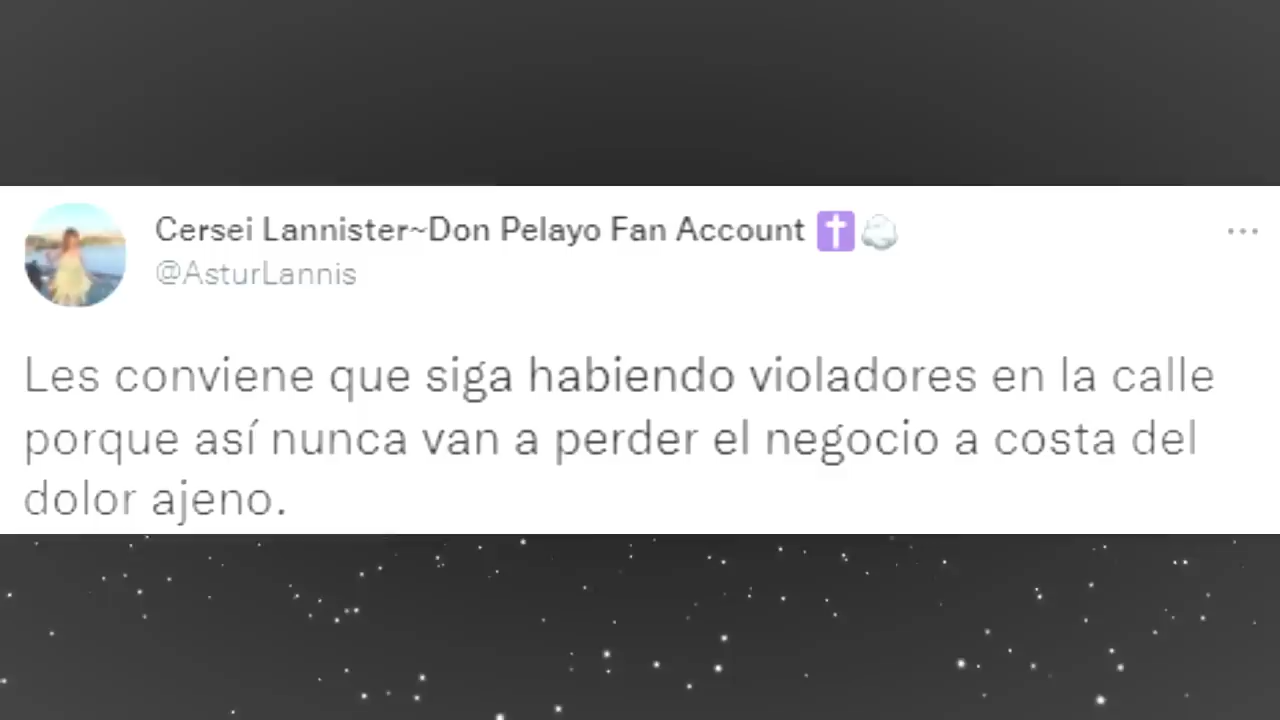 Cersei Lannister~Don Pelayo Fan Account ✝️
@AsturLannis
Les conviene que siga habiendo violadores en la calle
porque así nunca van a perder el negocio a costa del
dolor ajeno.